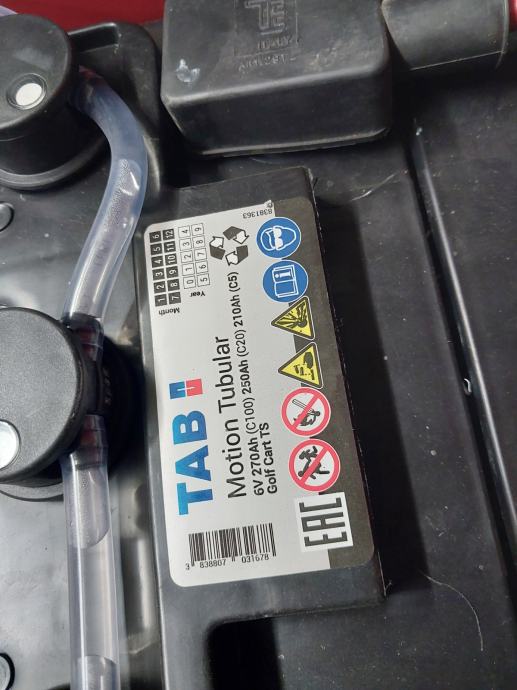 TAB
Motion Tubular
6V 270Ah (C100) 250Ah (C20) 210Ah (C5)
Golf Cart TS
Month
1 2 3 4 5 6
7 8 9 10 11 12
Year
0 1 2 3 4
5 6 7 8 9
8381363
EAC
3 838807 031678